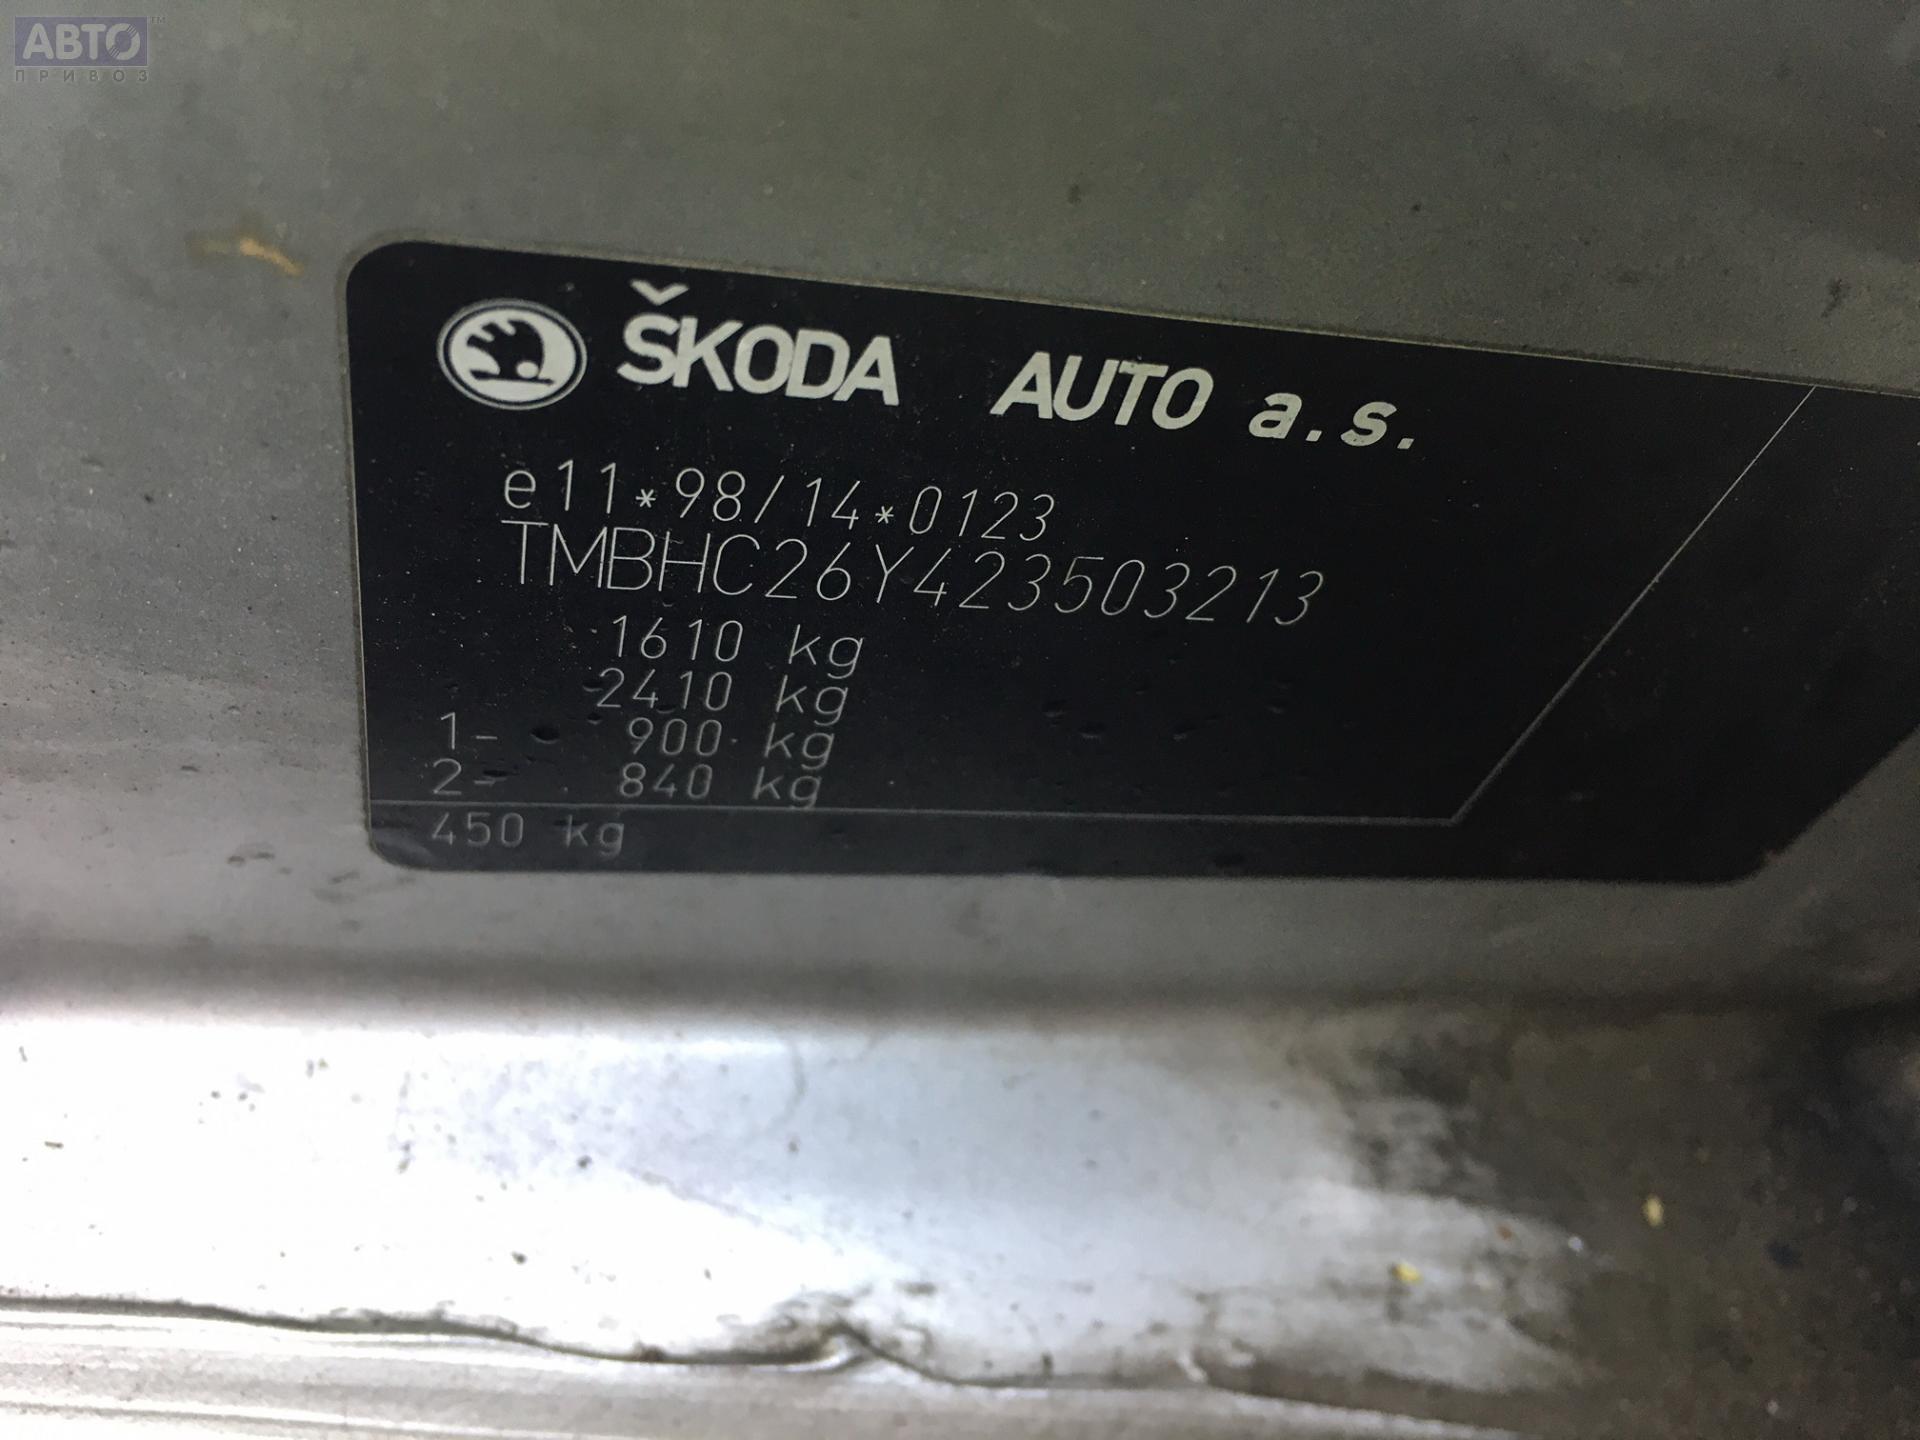 АВТО™
ПРИВОЗ
ŠKODA AUTO a.s.
e11*98/14*0123
TMBHC26Y423503213
1610 kg
2410 kg
1- 900 kg
2- 840 kg
450 kg